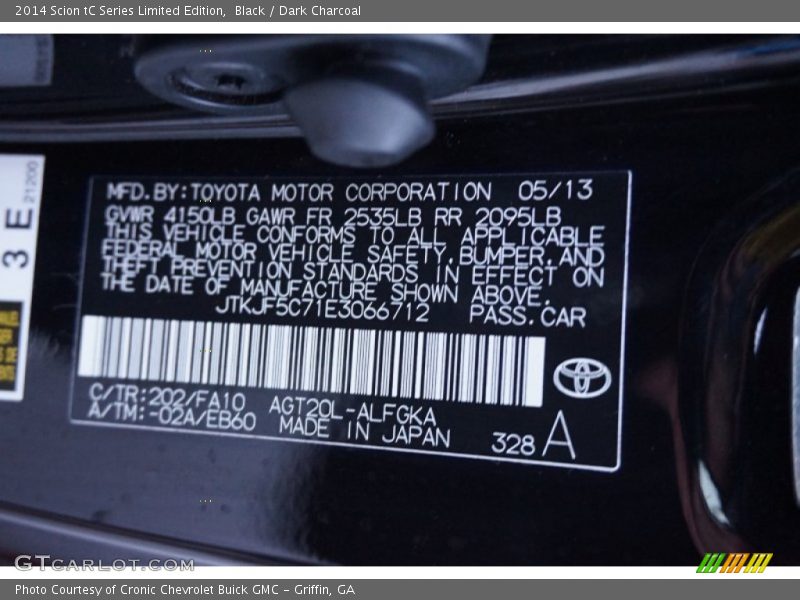 2014 Scion tC Series Limited Edition,  Black / Dark Charcoal
3 E 21200
MFD.BY:TOYOTA MOTOR CORPORATION 05/13
GVWR 4150LB GAWR FR 2535LB RR 2095LB
THIS VEHICLE CONFORMS TO ALL APPLICABLE
FEDERAL MOTOR VEHICLE SAFETY,BUMPER,AND
THEFT PREVENTION STANDARDS IN EFFECT ON
THE DATE OF MANUFACTURE SHOWN ABOVE.
JTKJF5C71E3066712 PASS.CAR
C/TR:202/FA10 AGT20L-ALFGKA
A/TM:-02A/EB60 MADE IN JAPAN 328 A
GTCARLOT.COM
Photo Courtesy of Cronic Chevrolet Buick GMC - Griffin, GA